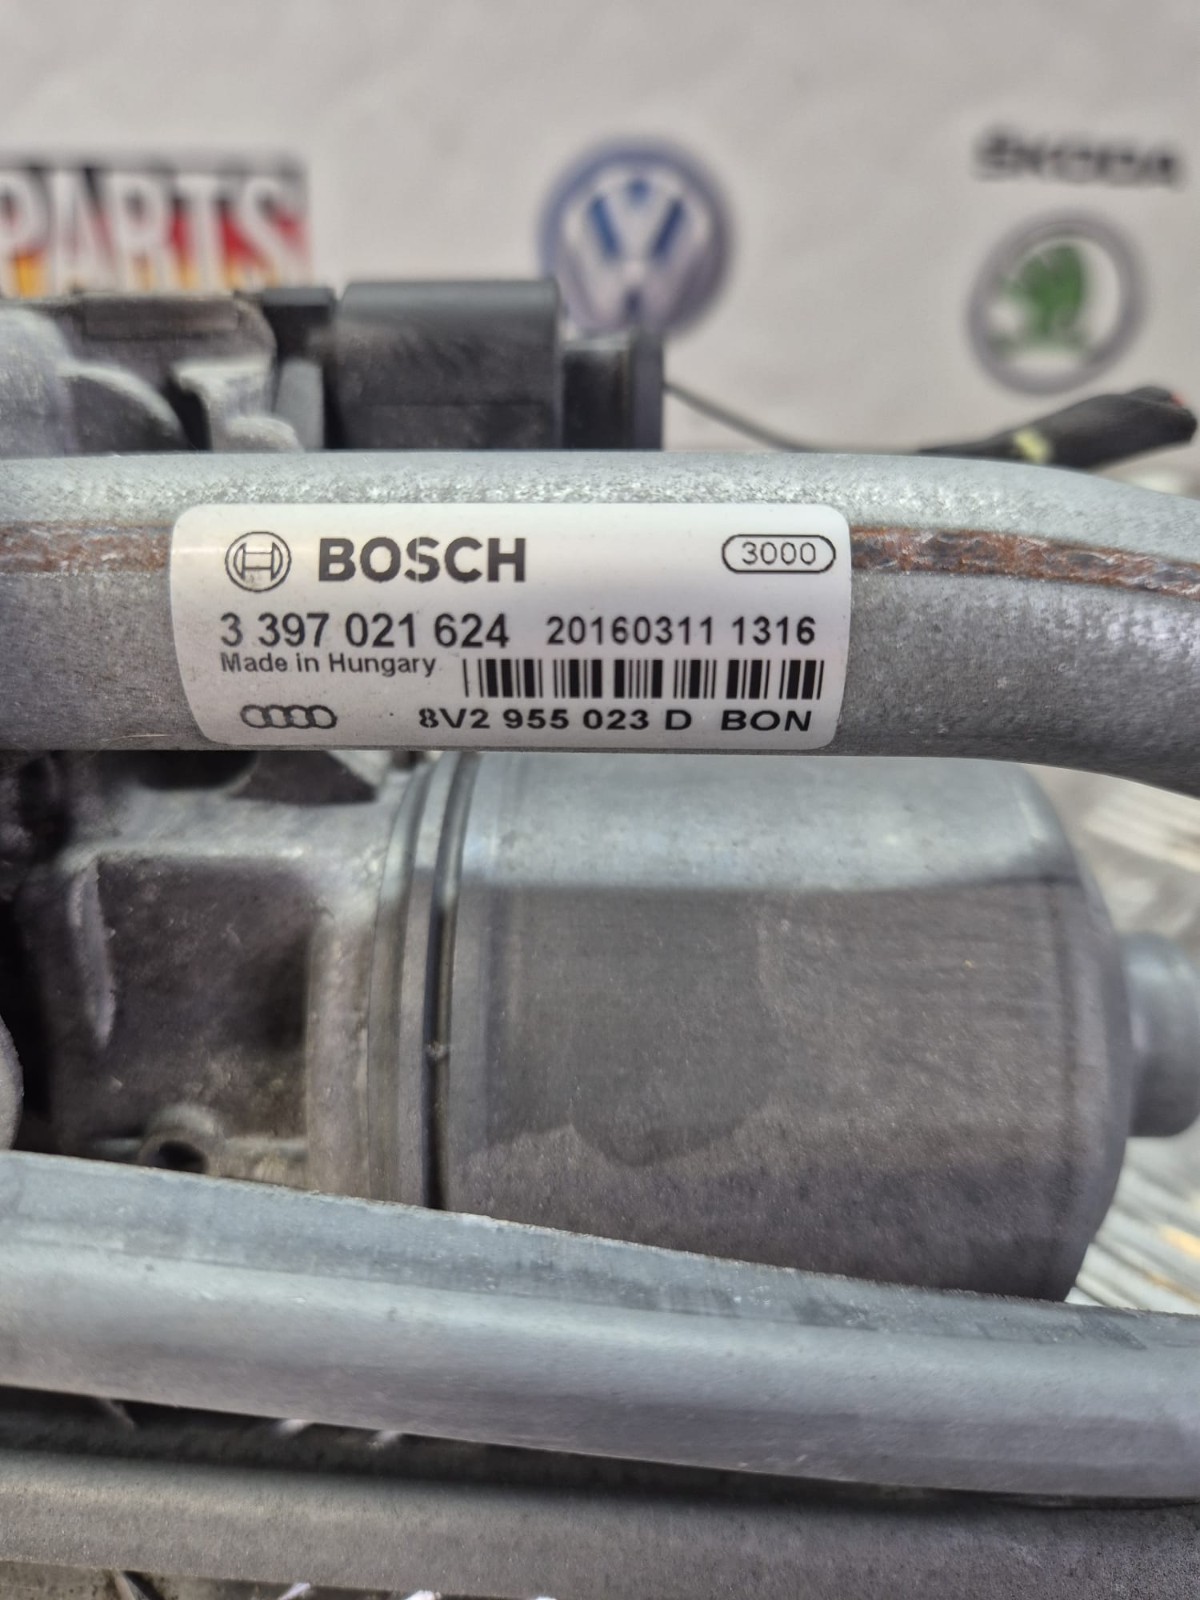 SKODA
PARTS
BOSCH 3000
3 397 021 624 20160311 1316
Made in Hungary
8V2 955 023 D BON